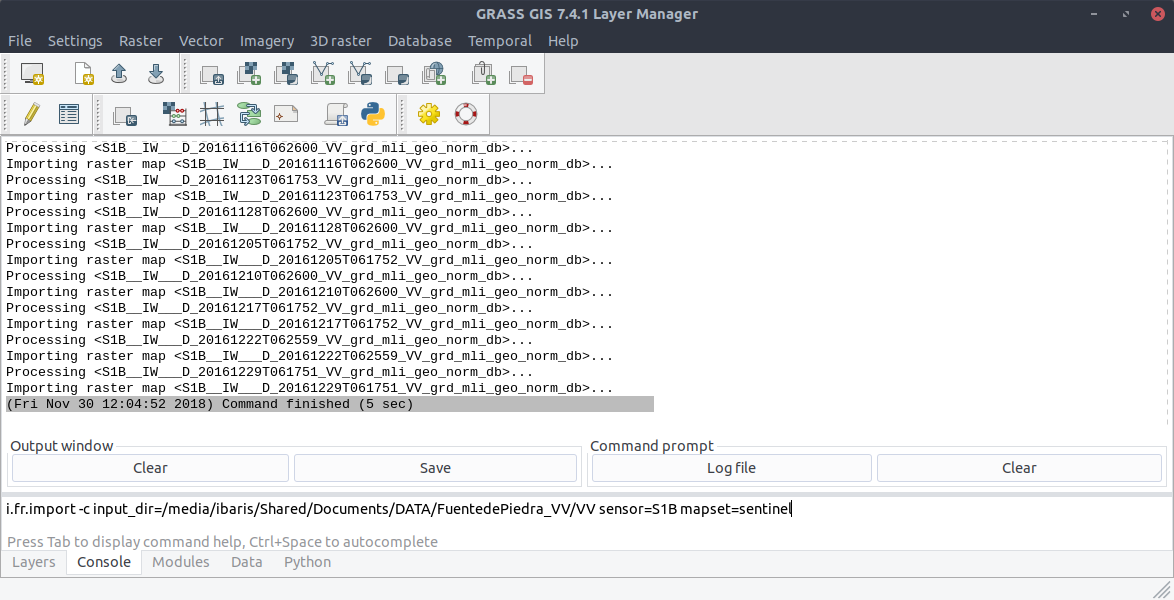 GRASS GIS 7.4.1 Layer Manager
File Settings Raster Vector Imagery 3D raster Database Temporal Help
Processing <S1B__IW___D_20161116T062600_VV_grd_mli_geo_norm_db>...
Importing raster map <S1B__IW___D_20161116T062600_VV_grd_mli_geo_norm_db>...
Processing <S1B__IW___D_20161123T061753_VV_grd_mli_geo_norm_db>...
Importing raster map <S1B__IW___D_20161123T061753_VV_grd_mli_geo_norm_db>...
Processing <S1B__IW___D_20161128T062600_VV_grd_mli_geo_norm_db>...
Importing raster map <S1B__IW___D_20161128T062600_VV_grd_mli_geo_norm_db>...
Processing <S1B__IW___D_20161205T061752_VV_grd_mli_geo_norm_db>...
Importing raster map <S1B__IW___D_20161205T061752_VV_grd_mli_geo_norm_db>...
Processing <S1B__IW___D_20161210T062600_VV_grd_mli_geo_norm_db>...
Importing raster map <S1B__IW___D_20161210T062600_VV_grd_mli_geo_norm_db>...
Processing <S1B__IW___D_20161217T061752_VV_grd_mli_geo_norm_db>...
Importing raster map <S1B__IW___D_20161217T061752_VV_grd_mli_geo_norm_db>...
Processing <S1B__IW___D_20161222T062559_VV_grd_mli_geo_norm_db>...
Importing raster map <S1B__IW___D_20161222T062559_VV_grd_mli_geo_norm_db>...
Processing <S1B__IW___D_20161229T061751_VV_grd_mli_geo_norm_db>...
Importing raster map <S1B__IW___D_20161229T061751_VV_grd_mli_geo_norm_db>...
(Fri Nov 30 12:04:52 2018) Command finished (5 sec)
Output window Command prompt
Clear Save Log file Clear
i.fr.import -c input_dir=/media/ibaris/Shared/Documents/DATA/FuentedePiedra_VV/VV sensor=S1B mapset=sentinel
Press Tab to display command help, Ctrl+Space to autocomplete
Layers Console Modules Data Python